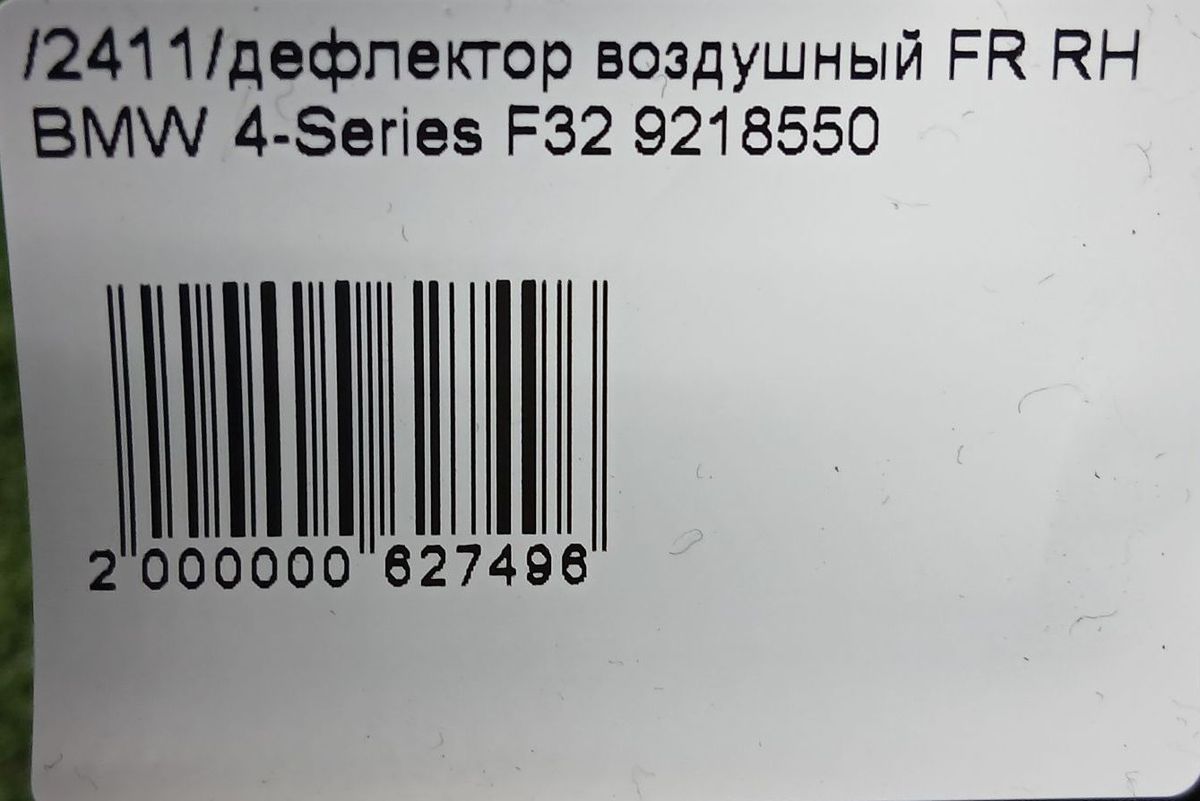 /2411/дефлектор воздушный FR RH
BMW 4-Series F32 9218550
2 000000 627496